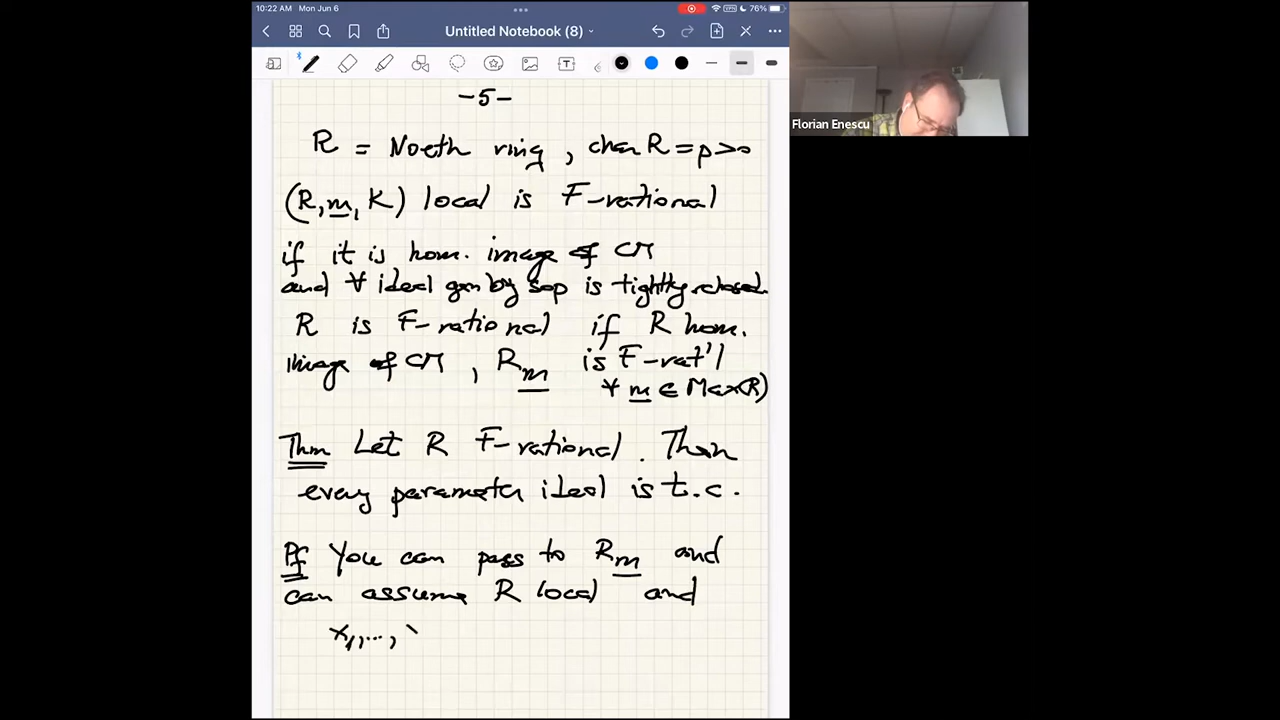 10:22 AM Mon Jun 6
VPN 76%
Untitled Notebook (8)
Florian Enescu
-5-
R = Noeth ring, char R = p>0
(R, m, K) local is F-rational
if it is hom. image of CM
and ∀ ideal gen by sop is tightly closed.
R is F-rational if R hom.
image of CM, R_m is F-rat'l
∀ m ∈ Max(R)
Thm Let R F-rational. Then
every parameter ideal is t.c.
Pf You can pass to R_m and
can assume R local and
x_1, ...,